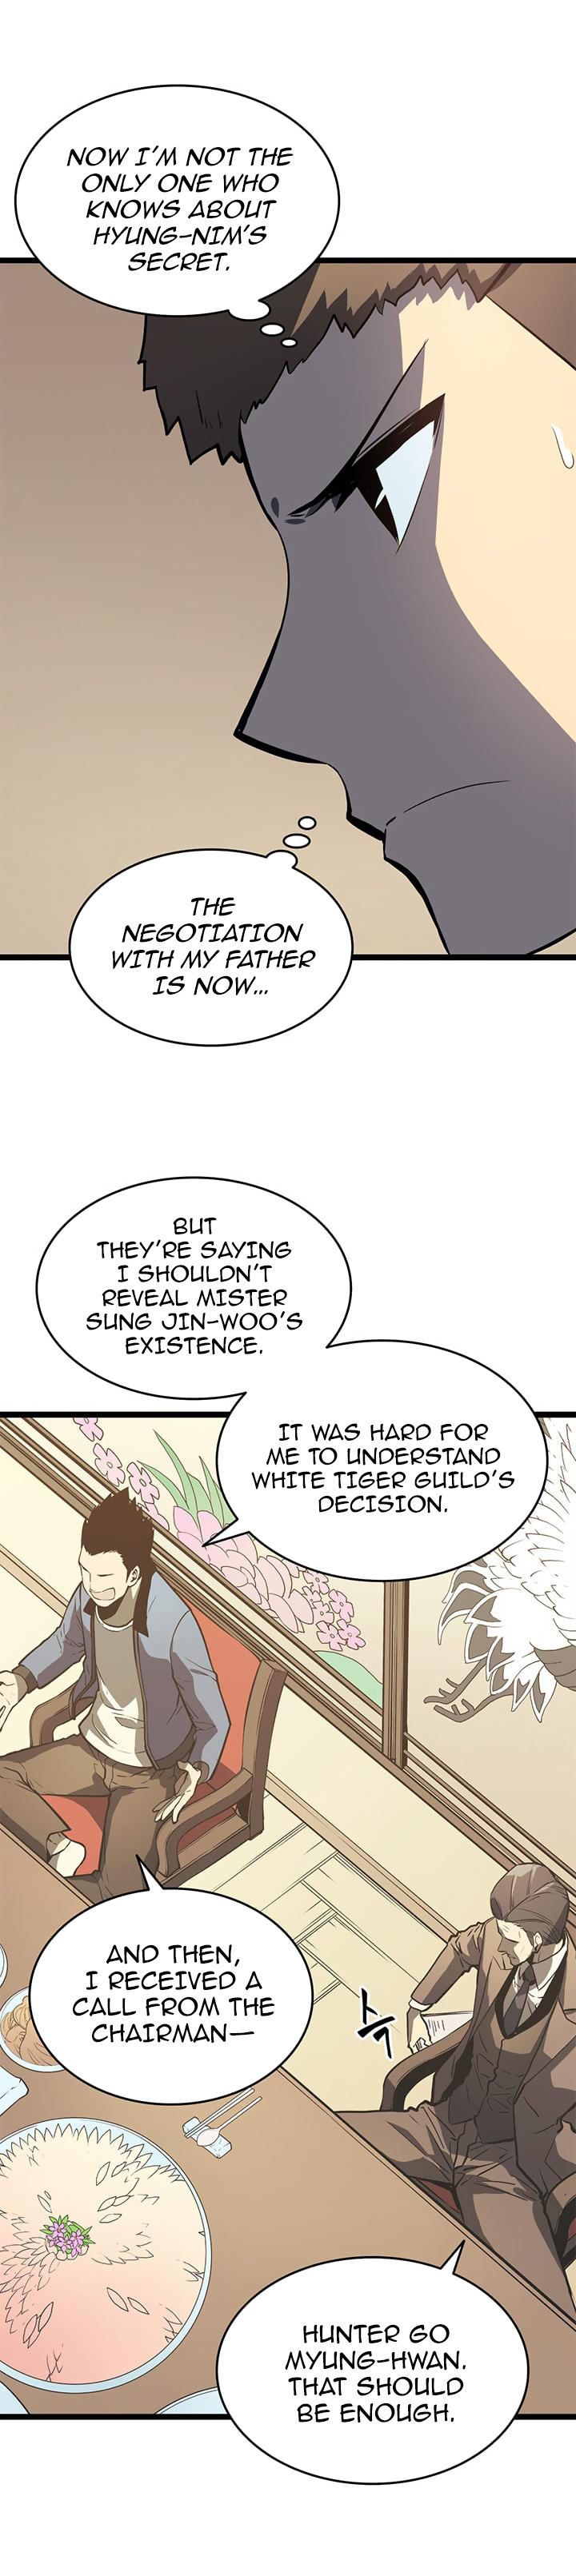 NOW I'M NOT THE
ONLY ONE WHO
KNOWS ABOUT
HYUNG-NIM'S
SECRET.
THE
NEGOTIATION
WITH MY FATHER
IS NOW...
BUT
THEY'RE SAYING
I SHOULDN'T
REVEAL MISTER
SUNG JIN-WOO'S
EXISTENCE.
IT WAS HARD FOR
ME TO UNDERSTAND
WHITE TIGER GUILD'S
DECISION.
AND THEN,
I RECEIVED A
CALL FROM THE
CHAIRMAN—
톡
HUNTER GO
MYUNG-HWAN.
THAT SHOULD
BE ENOUGH.